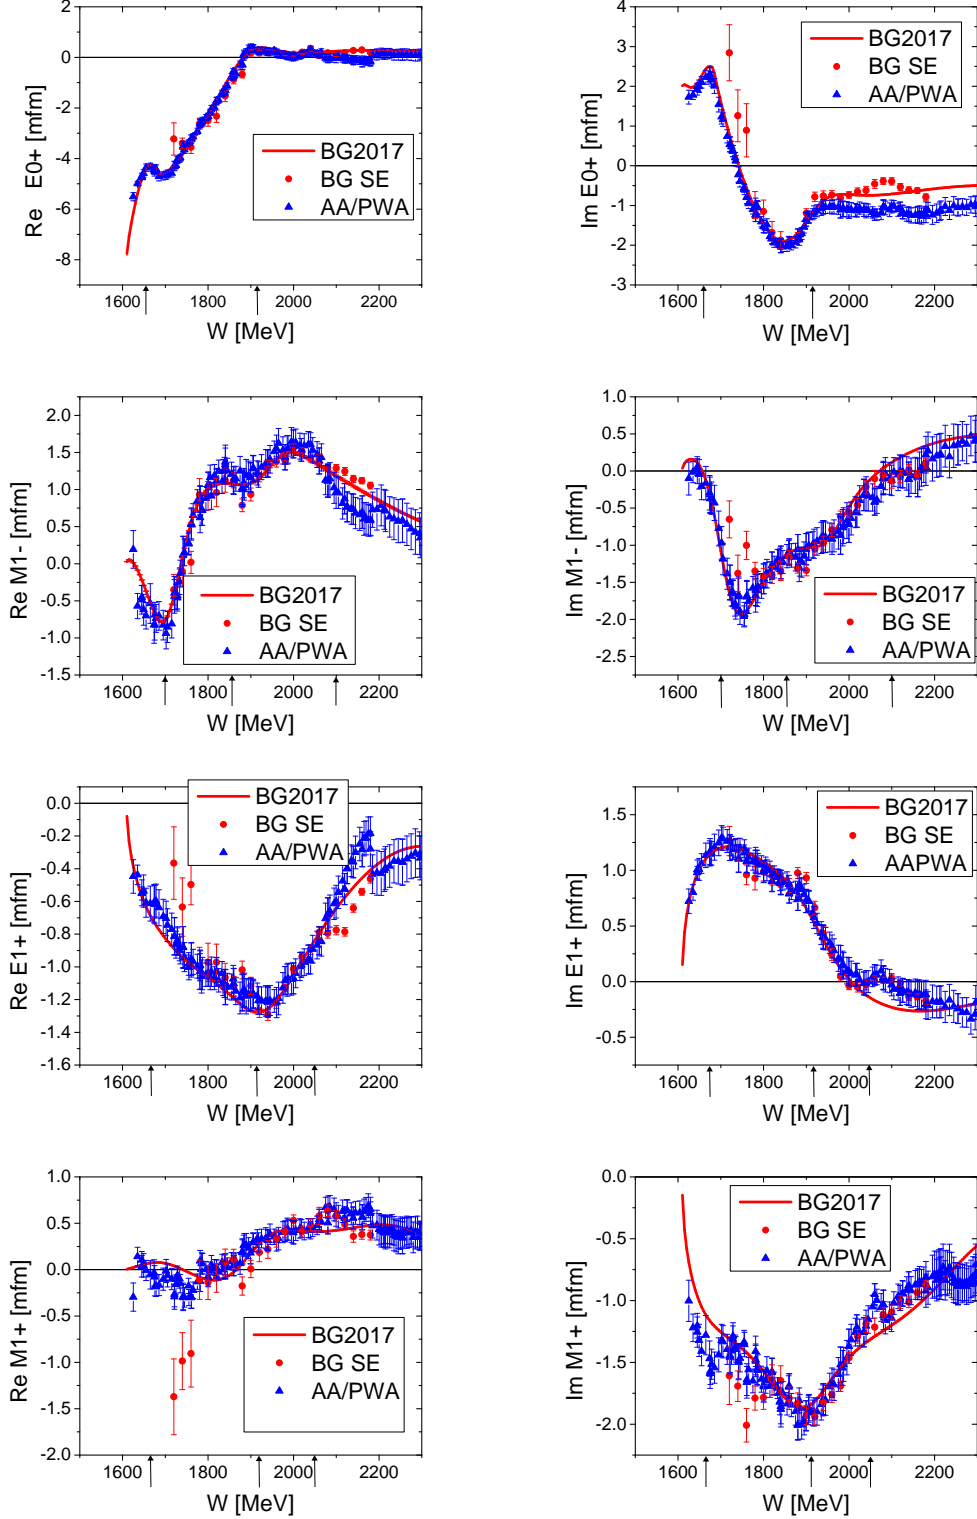 2
0
-2
-4
-6
-8
Re E0+ [mfm]
BG2017
BG SE
AA/PWA
1600 1800 2000 2200
W [MeV]
4
3
2
1
0
-1
-2
-3
Im E0+ [mfm]
BG2017
BG SE
AA/PWA
1600 1800 2000 2200
W [MeV]
2.0
1.5
1.0
0.5
0.0
-0.5
-1.0
-1.5
Re M1- [mfm]
BG2017
BG SE
AA/PWA
1600 1800 2000 2200
W [MeV]
1.0
0.5
0.0
-0.5
-1.0
-1.5
-2.0
-2.5
Im M1- [mfm]
BG2017
BG SE
AA/PWA
1600 1800 2000 2200
W [MeV]
0.0
-0.2
-0.4
-0.6
-0.8
-1.0
-1.2
-1.4
-1.6
Re E1+ [mfm]
BG2017
BG SE
AA/PWA
1600 1800 2000 2200
W [MeV]
1.5
1.0
0.5
0.0
-0.5
Im E1+ [mfm]
BG2017
BG SE
AAPWA
1600 1800 2000 2200
W [MeV]
1.0
0.5
0.0
-0.5
-1.0
-1.5
-2.0
Re M1+ [mfm]
BG2017
BG SE
AA/PWA
1600 1800 2000 2200
W [MeV]
0.0
-0.5
-1.0
-1.5
-2.0
Im M1+ [mfm]
BG2017
BG SE
AA/PWA
1600 1800 2000 2200
W [MeV]